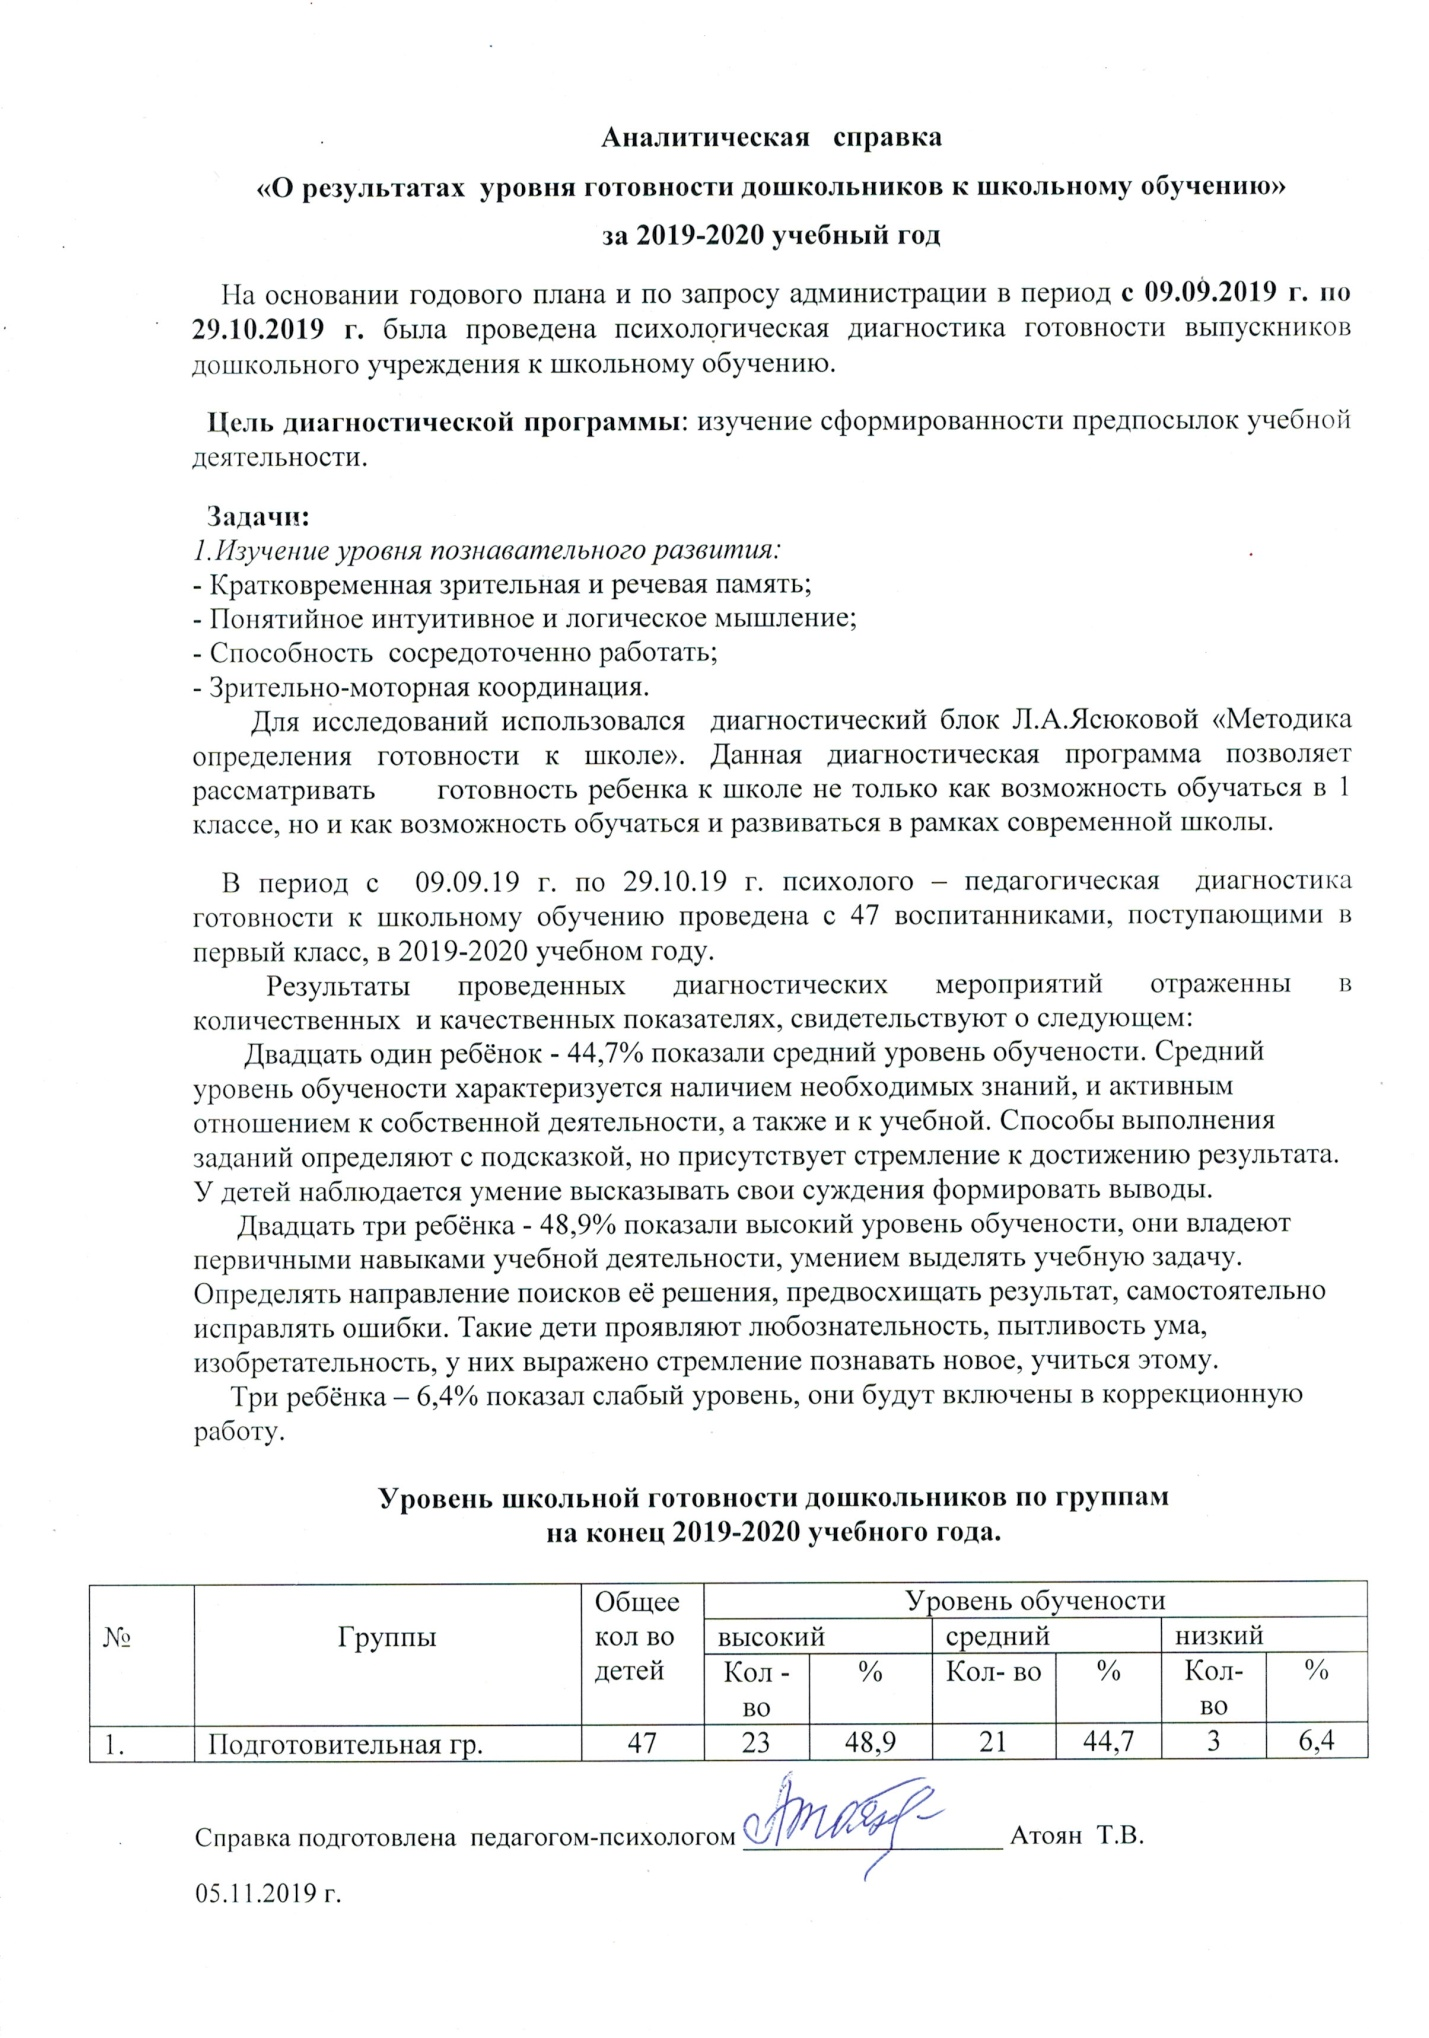 Аналитическая справка
«О результатах уровня готовности дошкольников к школьному обучению»
за 2019-2020 учебный год
На основании годового плана и по запросу администрации в период с 09.09.2019 г. по
29.10.2019 г. была проведена психологическая диагностика готовности выпускников
дошкольного учреждения к школьному обучению.
Цель диагностической программы: изучение сформированности предпосылок учебной
деятельности.
Задачи:
1.Изучение уровня познавательного развития:
- Кратковременная зрительная и речевая память;
- Понятийное интуитивное и логическое мышление;
- Способность сосредоточенно работать;
- Зрительно-моторная координация.
Для исследований использовался диагностический блок Л.А.Ясюковой «Методика
определения готовности к школе». Данная диагностическая программа позволяет
рассматривать готовность ребенка к школе не только как возможность обучаться в 1
классе, но и как возможность обучаться и развиваться в рамках современной школы.
В период с 09.09.19 г. по 29.10.19 г. психолого – педагогическая диагностика
готовности к школьному обучению проведена с 47 воспитанниками, поступающими в
первый класс, в 2019-2020 учебном году.
Результаты проведенных диагностических мероприятий отраженны в
количественных и качественных показателях, свидетельствуют о следующем:
Двадцать один ребёнок - 44,7% показали средний уровень обучености. Средний
уровень обучености характеризуется наличием необходимых знаний, и активным
отношением к собственной деятельности, а также и к учебной. Способы выполнения
заданий определяют с подсказкой, но присутствует стремление к достижению результата.
У детей наблюдается умение высказывать свои суждения формировать выводы.
Двадцать три ребёнка - 48,9% показали высокий уровень обучености, они владеют
первичными навыками учебной деятельности, умением выделять учебную задачу.
Определять направление поисков её решения, предвосхищать результат, самостоятельно
исправлять ошибки. Такие дети проявляют любознательность, пытливость ума,
изобретательность, у них выражено стремление познавать новое, учиться этому.
Три ребёнка – 6,4% показал слабый уровень, они будут включены в коррекционную
работу.
Уровень школьной готовности дошкольников по группам
на конец 2019-2020 учебного года.
№ Группы Общее кол во детей Уровень обучености
высокий средний низкий
Кол - во % Кол- во % Кол- во %
1. Подготовительная гр. 47 23 48,9 21 44,7 3 6,4
Справка подготовлена педагогом-психологом Атоян Т.В.
05.11.2019 г.